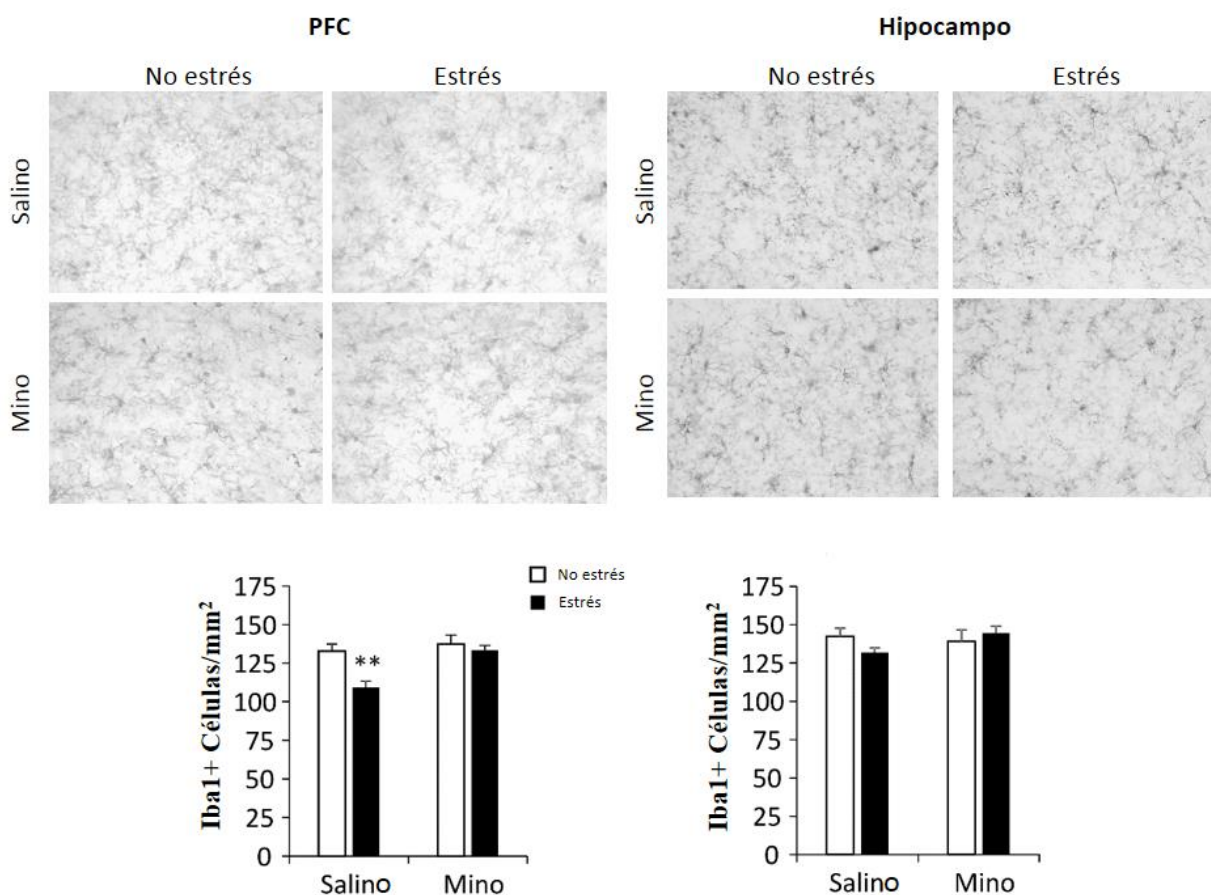 PFC
Hipocampo
No estrés
Estrés
No estrés
Estrés
Salino
Mino
Salino
Mino
No estrés
Estrés
Iba1+ Células/mm²
175
150
125
100
75
50
25
0
**
Salino
Mino
Iba1+ Células/mm²
175
150
125
100
75
50
25
0
Salino
Mino